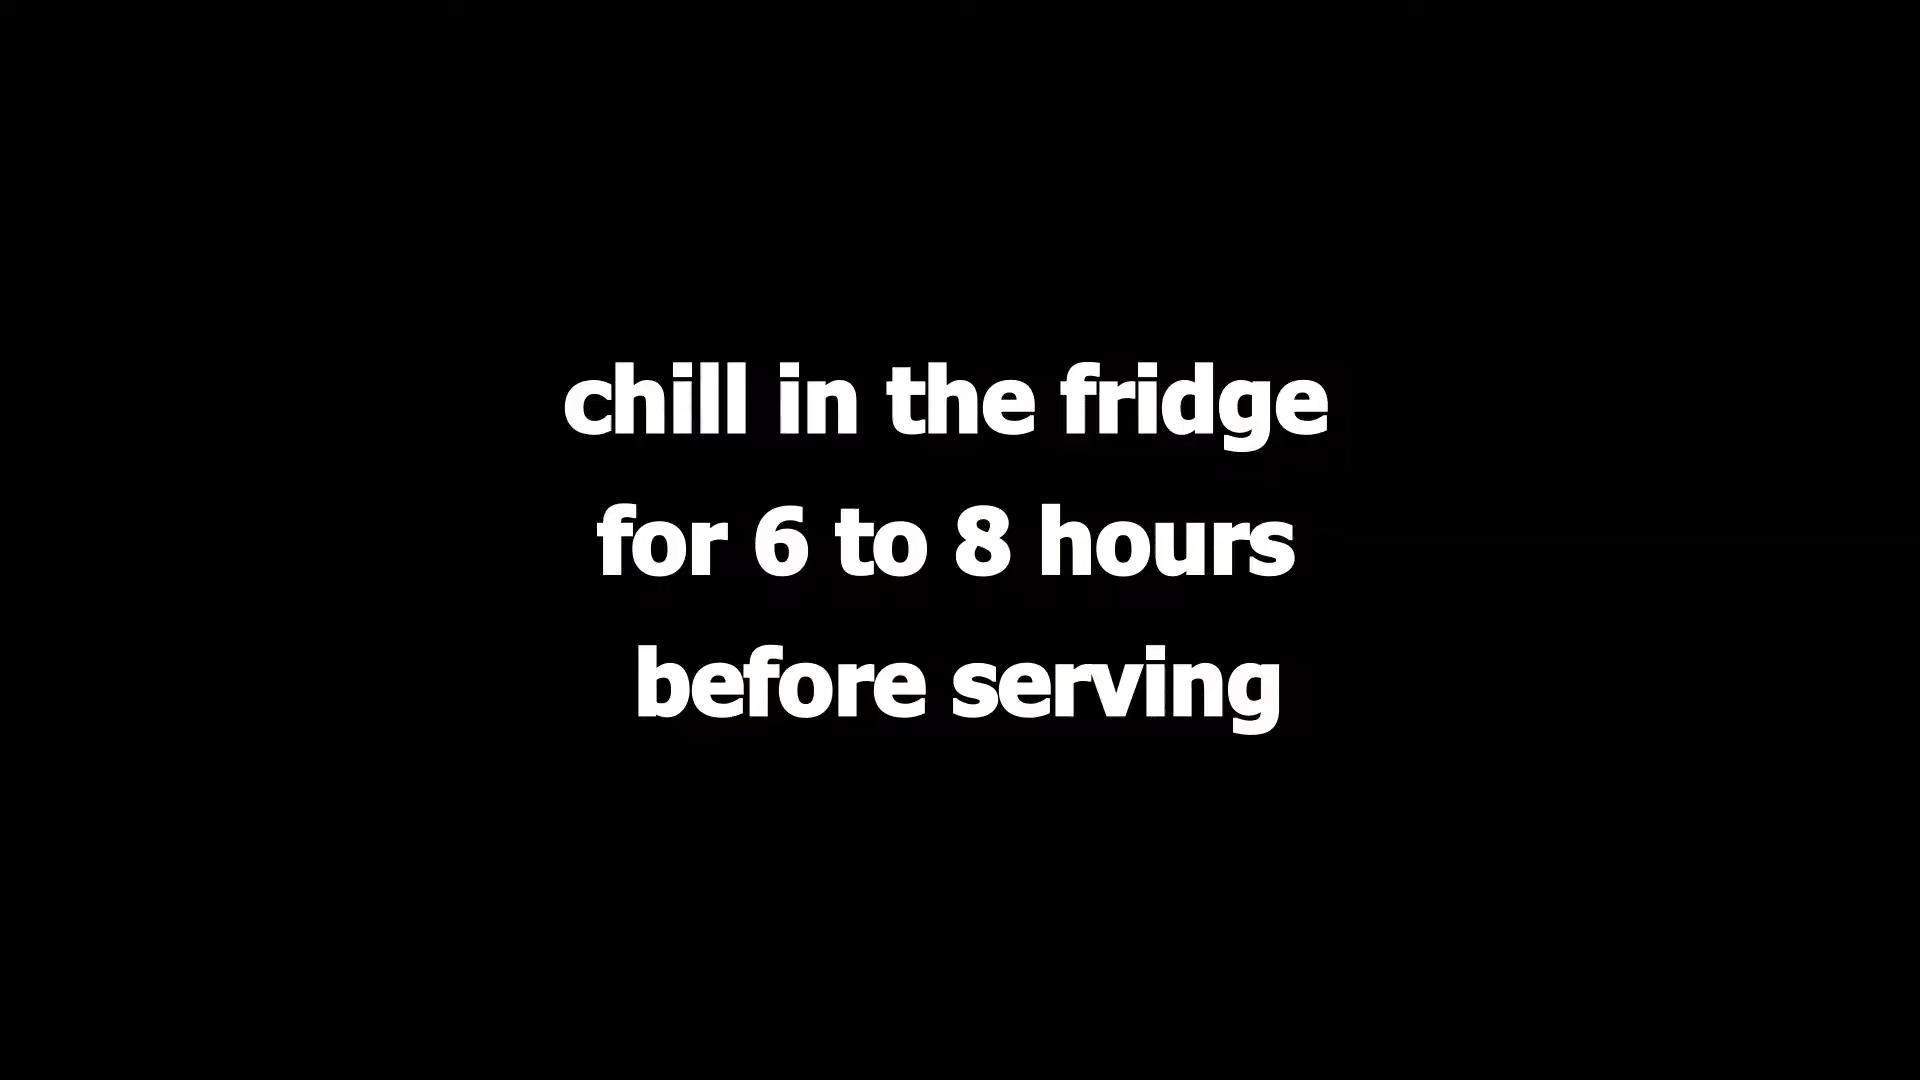 chill in the fridge
for 6 to 8 hours
before serving